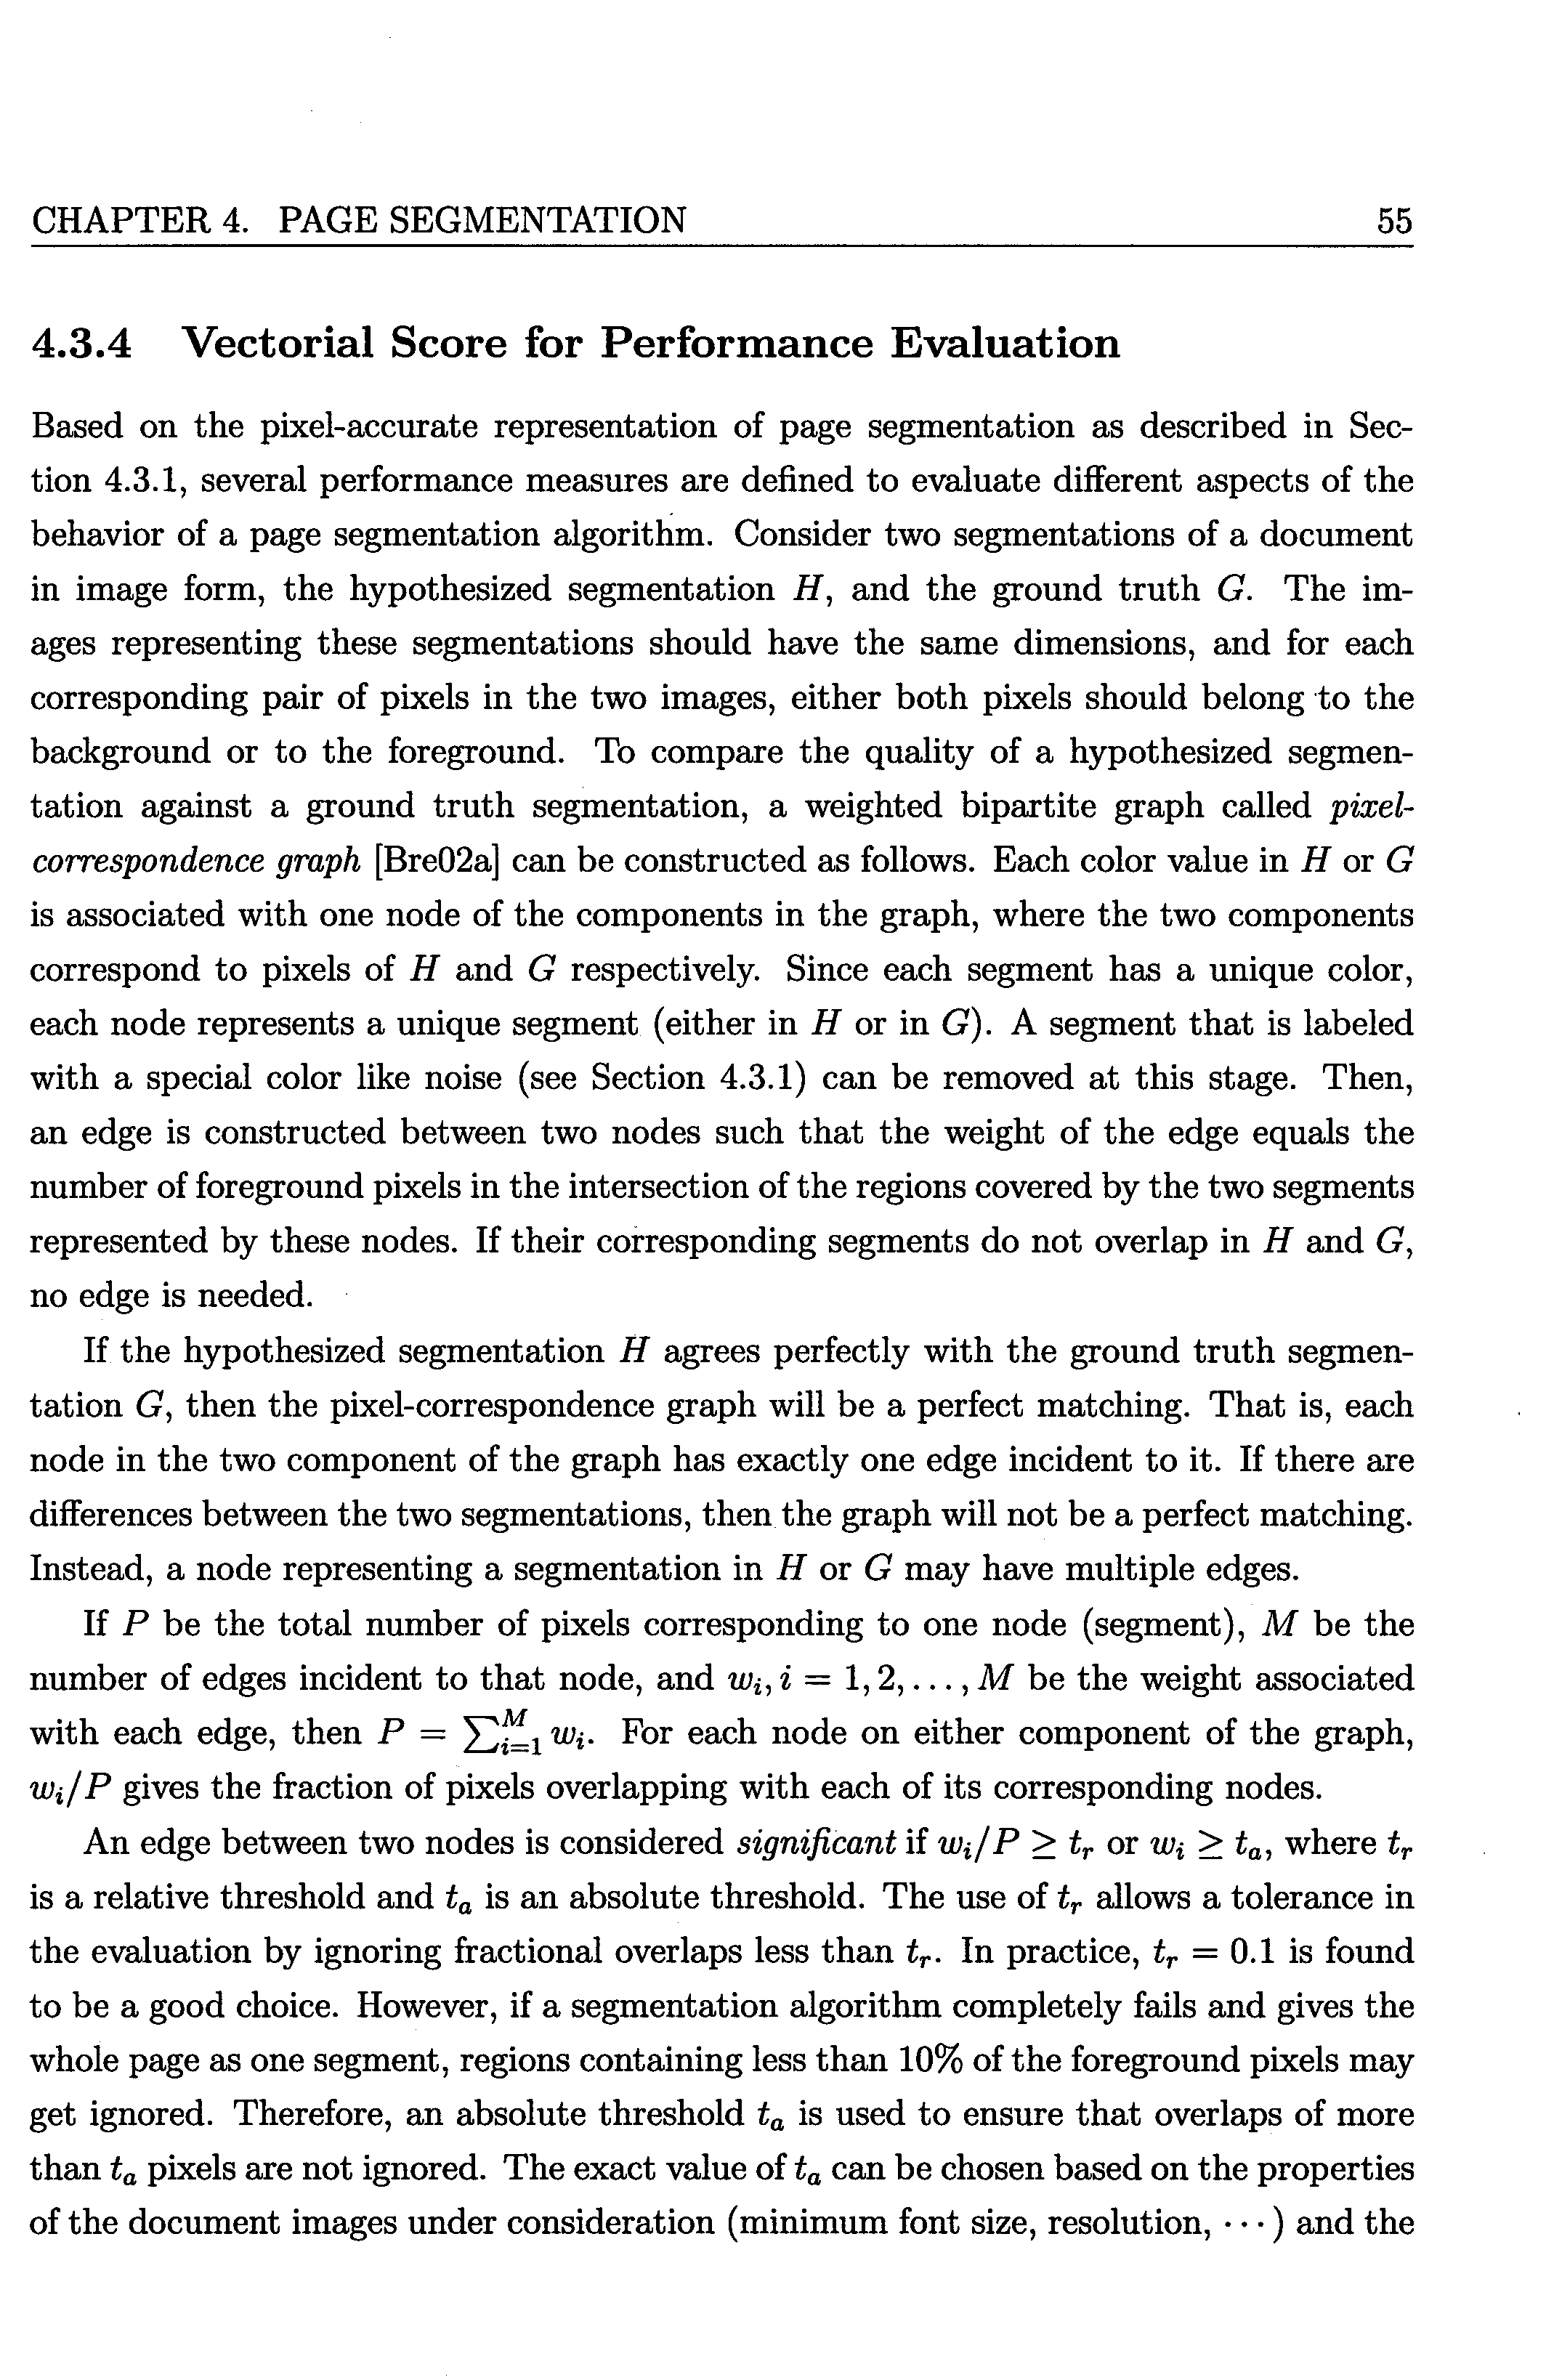 CHAPTER 4. PAGE SEGMENTATION 55
4.3.4 Vectorial Score for Performance Evaluation
Based on the pixel-accurate representation of page segmentation as described in Sec-
tion 4.3.1, several performance measures are defined to evaluate different aspects of the
behavior of a page segmentation algorithm. Consider two segmentations of a document
in image form, the hypothesized segmentation H, and the ground truth G. The im-
ages representing these segmentations should have the same dimensions, and for each
corresponding pair of pixels in the two images, either both pixels should belong to the
background or to the foreground. To compare the quality of a hypothesized segmen-
tation against a ground truth segmentation, a weighted bipartite graph called pixel-
correspondence graph [Bre02a] can be constructed as follows. Each color value in H or G
is associated with one node of the components in the graph, where the two components
correspond to pixels of H and G respectively. Since each segment has a unique color,
each node represents a unique segment (either in H or in G). A segment that is labeled
with a special color like noise (see Section 4.3.1) can be removed at this stage. Then,
an edge is constructed between two nodes such that the weight of the edge equals the
number of foreground pixels in the intersection of the regions covered by the two segments
represented by these nodes. If their corresponding segments do not overlap in H and G,
no edge is needed.
If the hypothesized segmentation H agrees perfectly with the ground truth segmen-
tation G, then the pixel-correspondence graph will be a perfect matching. That is, each
node in the two component of the graph has exactly one edge incident to it. If there are
differences between the two segmentations, then the graph will not be a perfect matching.
Instead, a node representing a segmentation in H or G may have multiple edges.
If P be the total number of pixels corresponding to one node (segment), M be the
number of edges incident to that node, and w_i, i = 1, 2, . . . , M be the weight associated
with each edge, then P = ∑_{i=1}^{M} w_i. For each node on either component of the graph,
w_i/P gives the fraction of pixels overlapping with each of its corresponding nodes.
An edge between two nodes is considered significant if w_i/P ≥ t_r or w_i ≥ t_a, where t_r
is a relative threshold and t_a is an absolute threshold. The use of t_r allows a tolerance in
the evaluation by ignoring fractional overlaps less than t_r. In practice, t_r = 0.1 is found
to be a good choice. However, if a segmentation algorithm completely fails and gives the
whole page as one segment, regions containing less than 10% of the foreground pixels may
get ignored. Therefore, an absolute threshold t_a is used to ensure that overlaps of more
than t_a pixels are not ignored. The exact value of t_a can be chosen based on the properties
of the document images under consideration (minimum font size, resolution, · · · ) and the